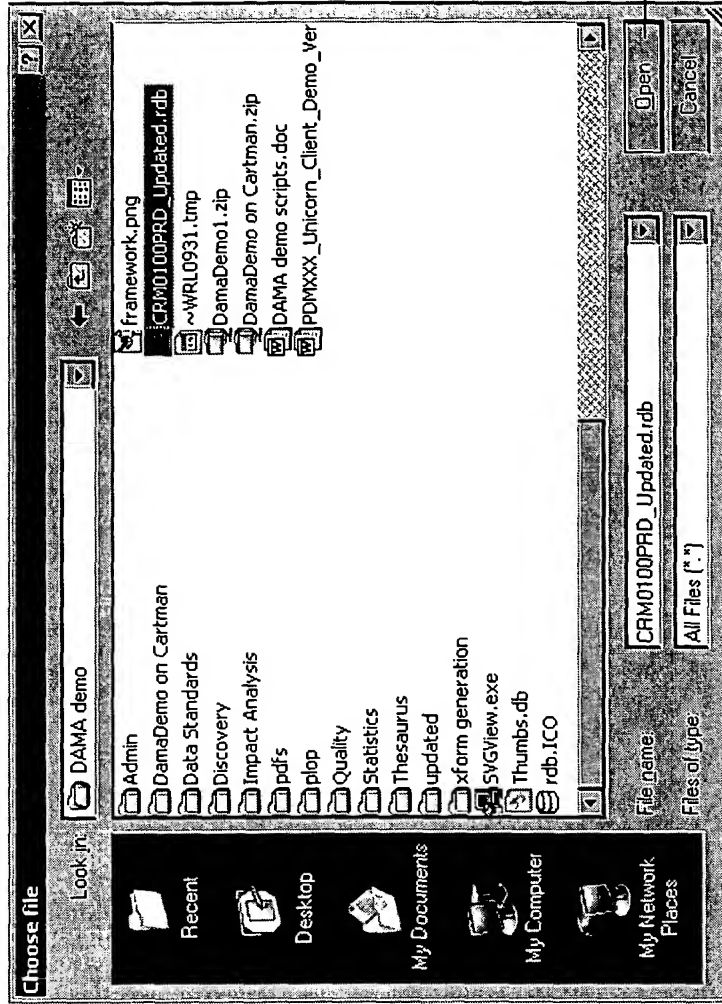 Choose file
? X
Look in:
DAMA demo
Recent
Desktop
My Documents
My Computer
My Network
Places
Admin
DamaDemo on Cartman
Data Standards
Discovery
Impact Analysis
pdfs
plop
Quality
Statistics
Thesaurus
updated
xform generation
SVGView.exe
Thumbs.db
rdb.ICO
framework.png
CRM0100PRD_Updated.rdb
~WRL0931.tmp
DamaDemo1.zip
DamaDemo on Cartman.zip
DAMA demo scripts.doc
PDMXXX_Unicorn_Client_Demo_Ver
File name:
CRM0100PRD_Updated.rdb
Open
Files of type:
All Files (*.*)
Cancel